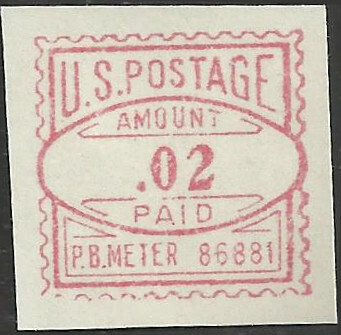 U.S. POSTAGE
AMOUNT
.02
PAID
P.B. METER 86881